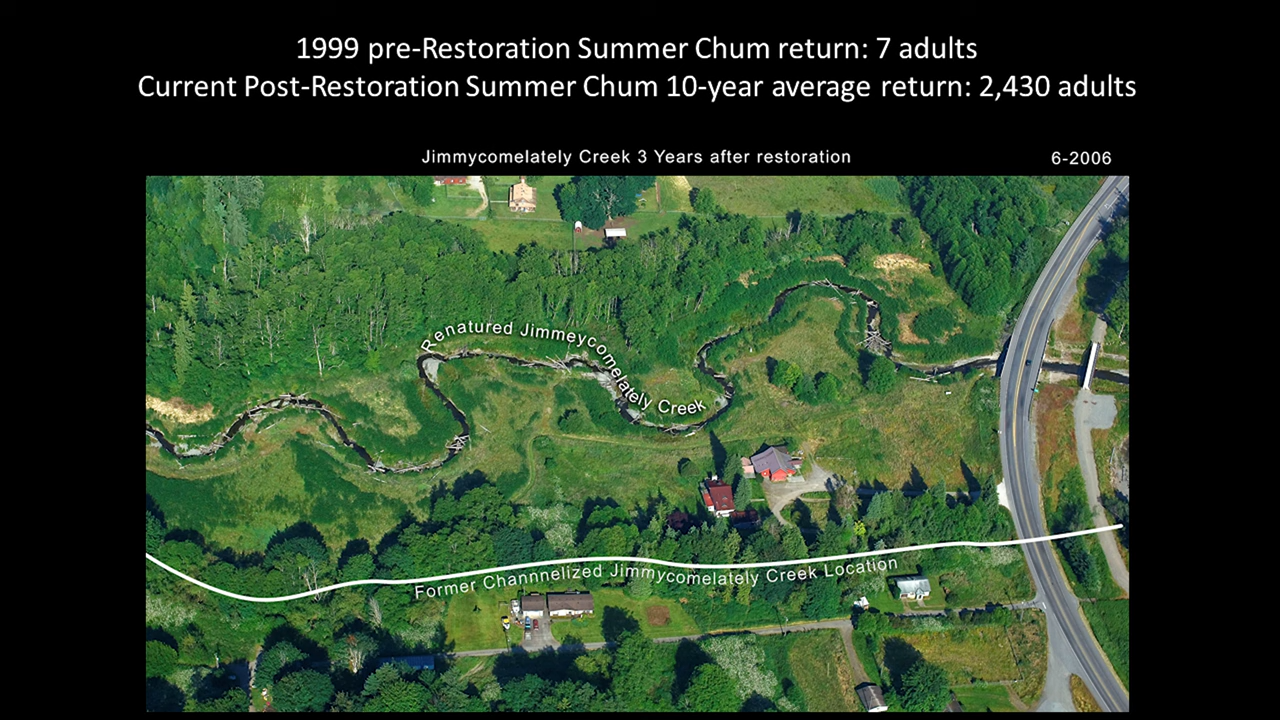 1999 pre-Restoration Summer Chum return: 7 adults
Current Post-Restoration Summer Chum 10-year average return: 2,430 adults
Jimmycomelately Creek 3 Years after restoration
6-2006
Renatured Jimmeycomelately Creek
Former Channnelized Jimmycomelately Creek Location